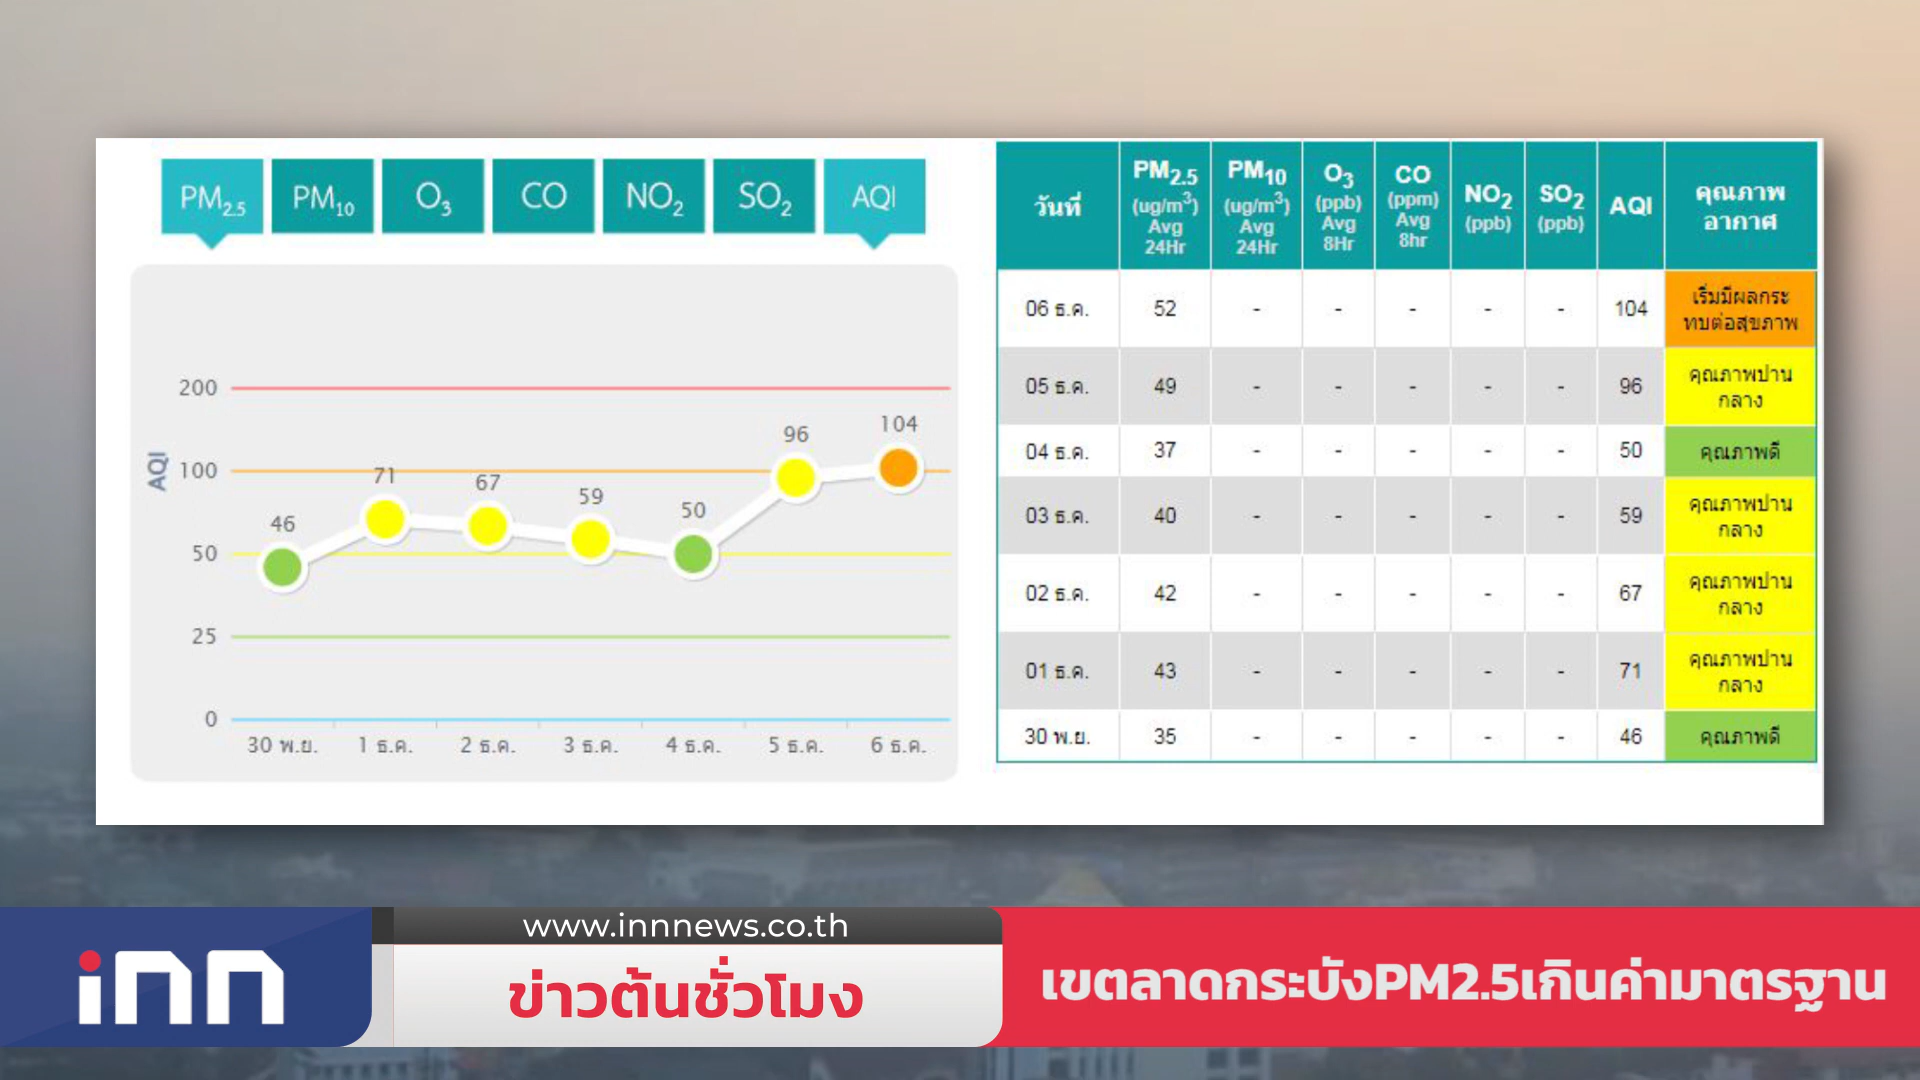 PM2.5 PM10 O3 CO NO2 SO2 AQI
AQI
200
100
50
25
0
46 71 67 59 50 96 104
30 พ.ย. 1 ธ.ค. 2 ธ.ค. 3 ธ.ค. 4 ธ.ค. 5 ธ.ค. 6 ธ.ค.
วันที่ PM2.5 (ug/m3) Avg 24Hr PM10 (ug/m3) Avg 24Hr O3 (ppb) Avg 8Hr CO (ppm) Avg 8hr NO2 (ppb) SO2 (ppb) AQI คุณภาพอากาศ
06 ธ.ค. 52 - - - - - 104 เริ่มมีผลกระทบต่อสุขภาพ
05 ธ.ค. 49 - - - - - 96 คุณภาพปานกลาง
04 ธ.ค. 37 - - - - - 50 คุณภาพดี
03 ธ.ค. 40 - - - - - 59 คุณภาพปานกลาง
02 ธ.ค. 42 - - - - - 67 คุณภาพปานกลาง
01 ธ.ค. 43 - - - - - 71 คุณภาพปานกลาง
30 พ.ย. 35 - - - - - 46 คุณภาพดี
inn
www.innnews.co.th
ข่าวต้นชั่วโมง
เขตลาดกระบังPM2.5เกินค่ามาตรฐาน